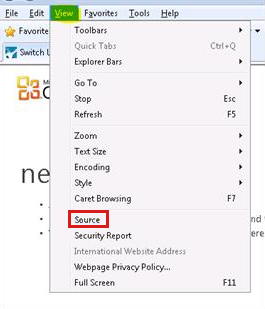 File Edit View Favorites Tools Help
Favorite
Switch U
Toolbars
Quick Tabs Ctrl+Q
Explorer Bars
Go To
Stop Esc
Refresh F5
Zoom
Text Size
Encoding
Style
Caret Browsing F7
Source
Security Report
International Website Address
Webpage Privacy Policy...
Full Screen F11
ne
nd
ere